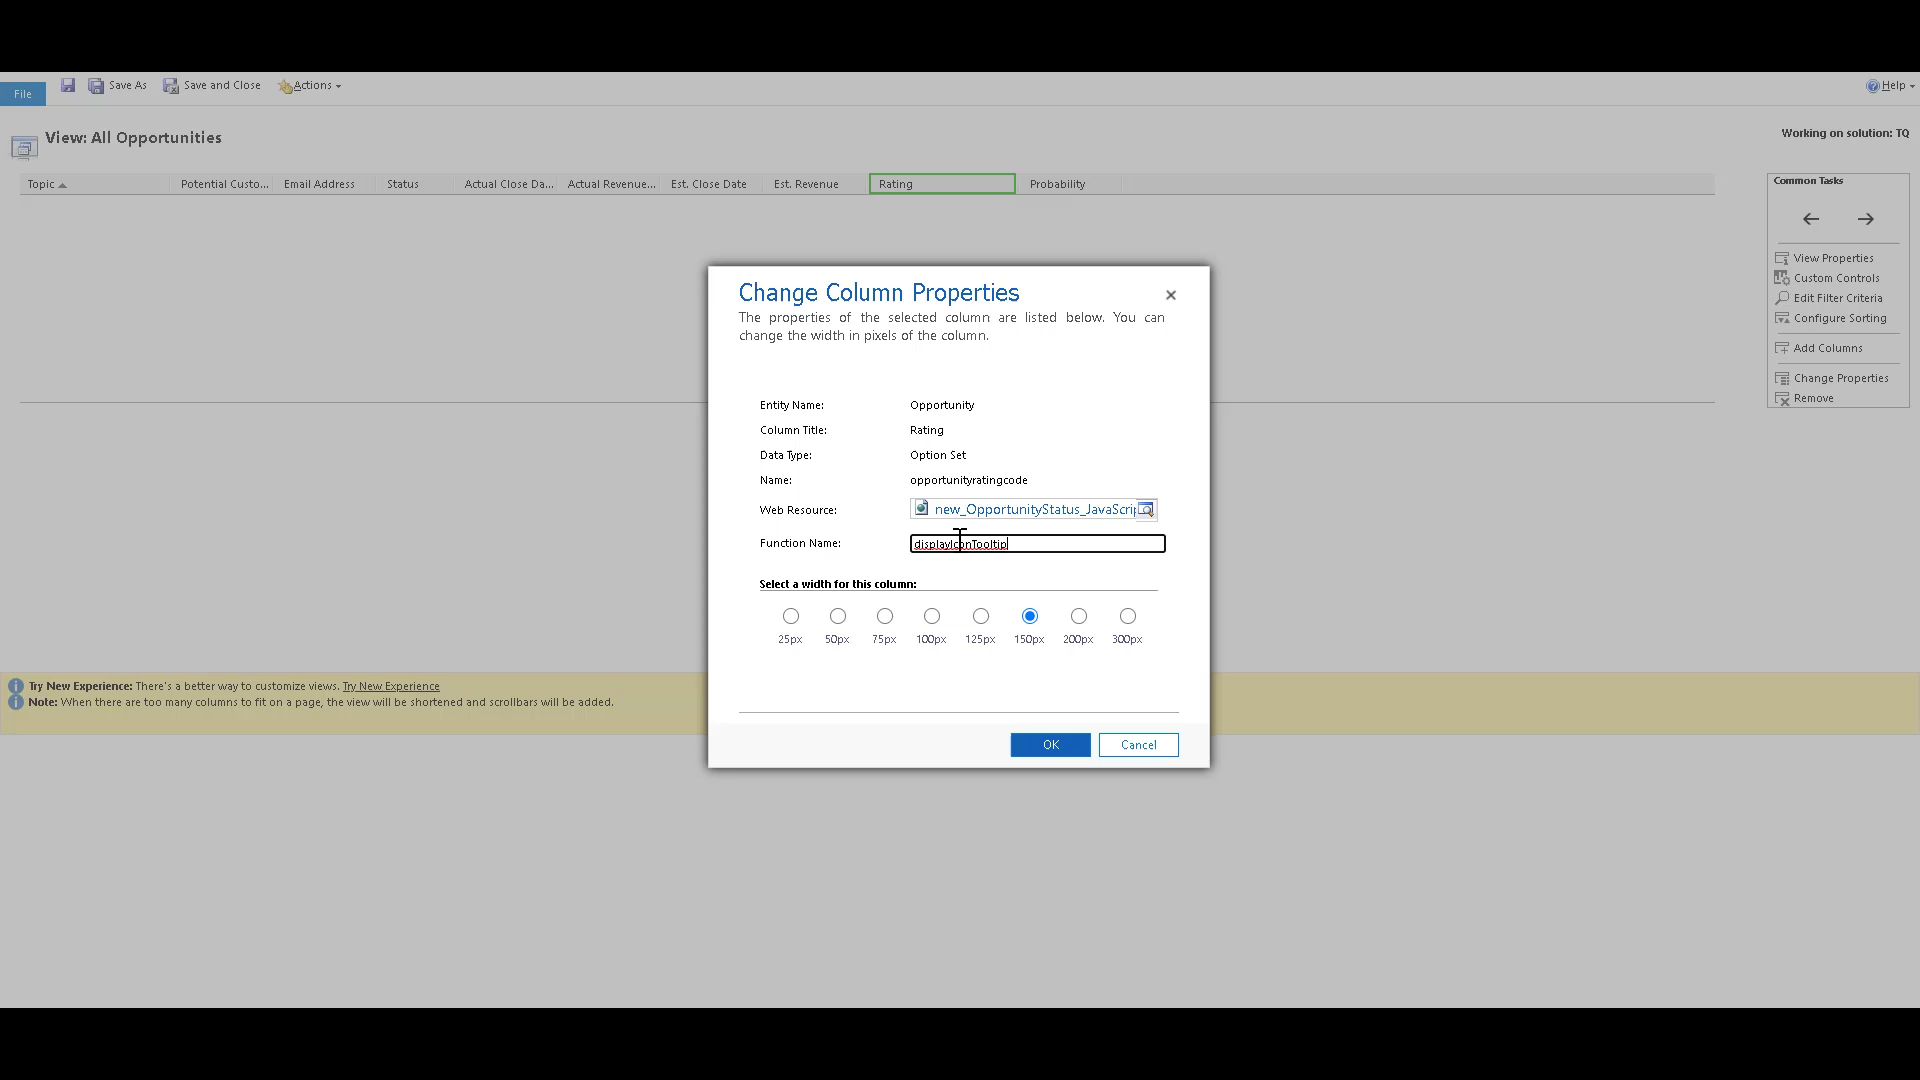 File
Save As
Save and Close
Actions
Help
View: All Opportunities
Working on solution: TQ
Topic
Potential Custo...
Email Address
Status
Actual Close Da...
Actual Revenue...
Est. Close Date
Est. Revenue
Rating
Probability
Common Tasks
View Properties
Custom Controls
Edit Filter Criteria
Configure Sorting
Add Columns
Change Properties
Remove
Change Column Properties
The properties of the selected column are listed below. You can
change the width in pixels of the column.
Entity Name: Opportunity
Column Title: Rating
Data Type: Option Set
Name: opportunityratingcode
Web Resource: new_OpportunityStatus_JavaScrip
Function Name: displayIconTooltip
Select a width for this column:
25px 50px 75px 100px 125px 150px 200px 300px
Try New Experience: There's a better way to customize views. Try New Experience
Note: When there are too many columns to fit on a page, the view will be shortened and scrollbars will be added.
OK
Cancel